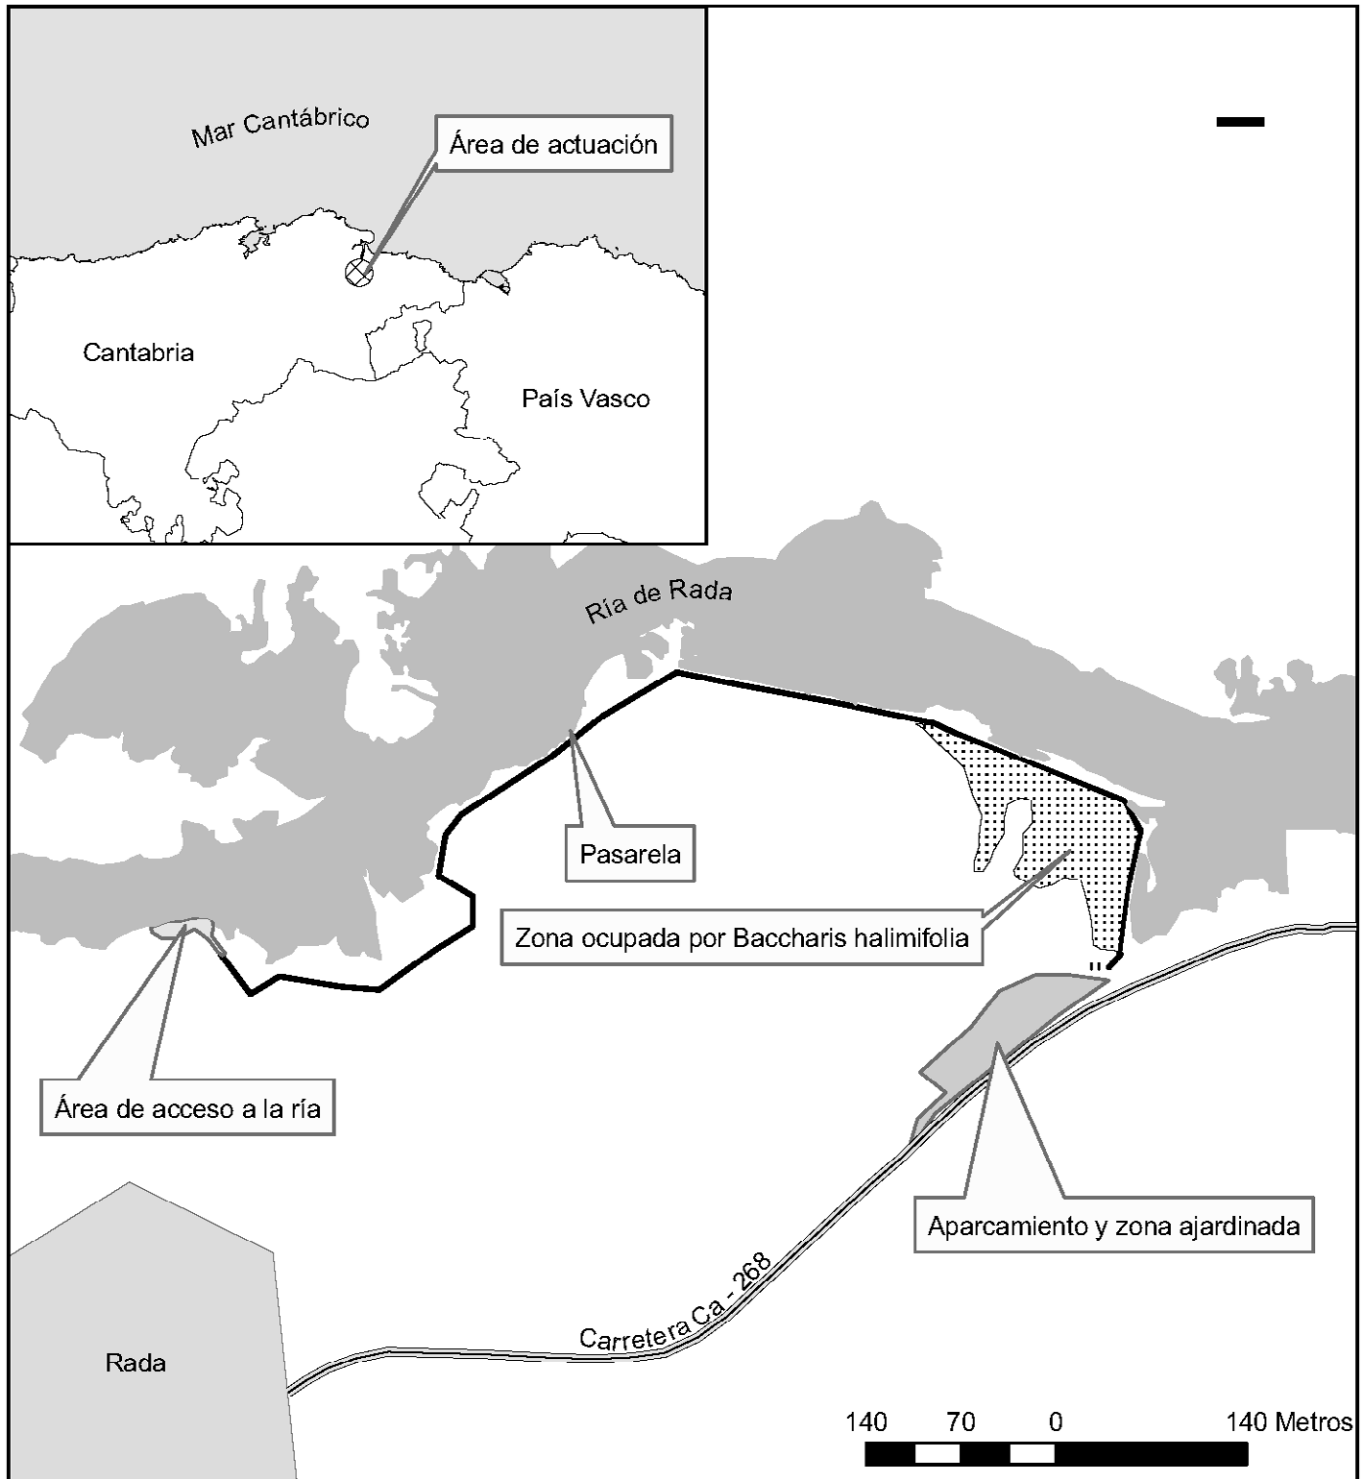 Mar Cantábrico
Área de actuación
Cantabria
País Vasco
Ría de Rada
Pasarela
Zona ocupada por Baccharis halimifolia
Área de acceso a la ría
Aparcamiento y zona ajardinada
Carretera Ca - 268
Rada
140 70 0 140 Metros